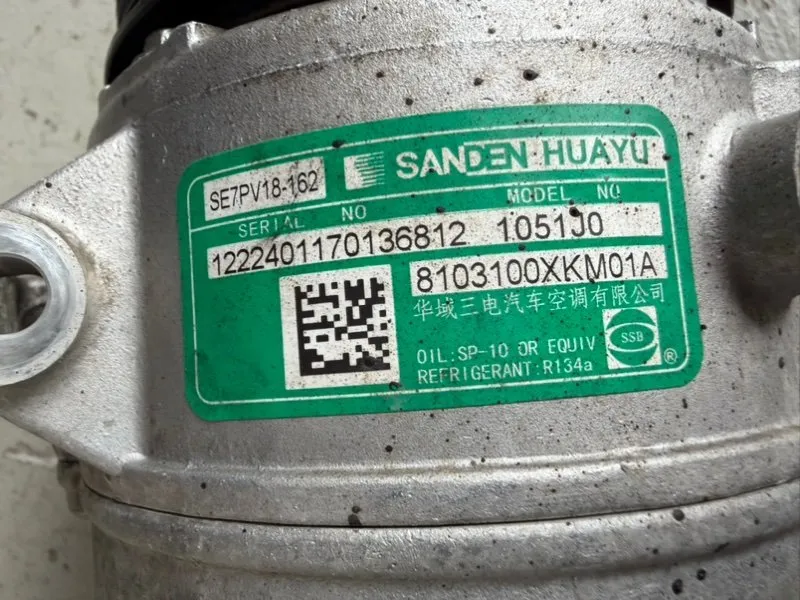 SE7PV18-162 SANDEN HUAYU
SERIAL NO MODEL NO
1222401170136812 1051J0
8103100XKM01A
华域三电汽车空调有限公司
OIL:SP-10 OR EQUIV
REFRIGERANT:R134a
SSB
®